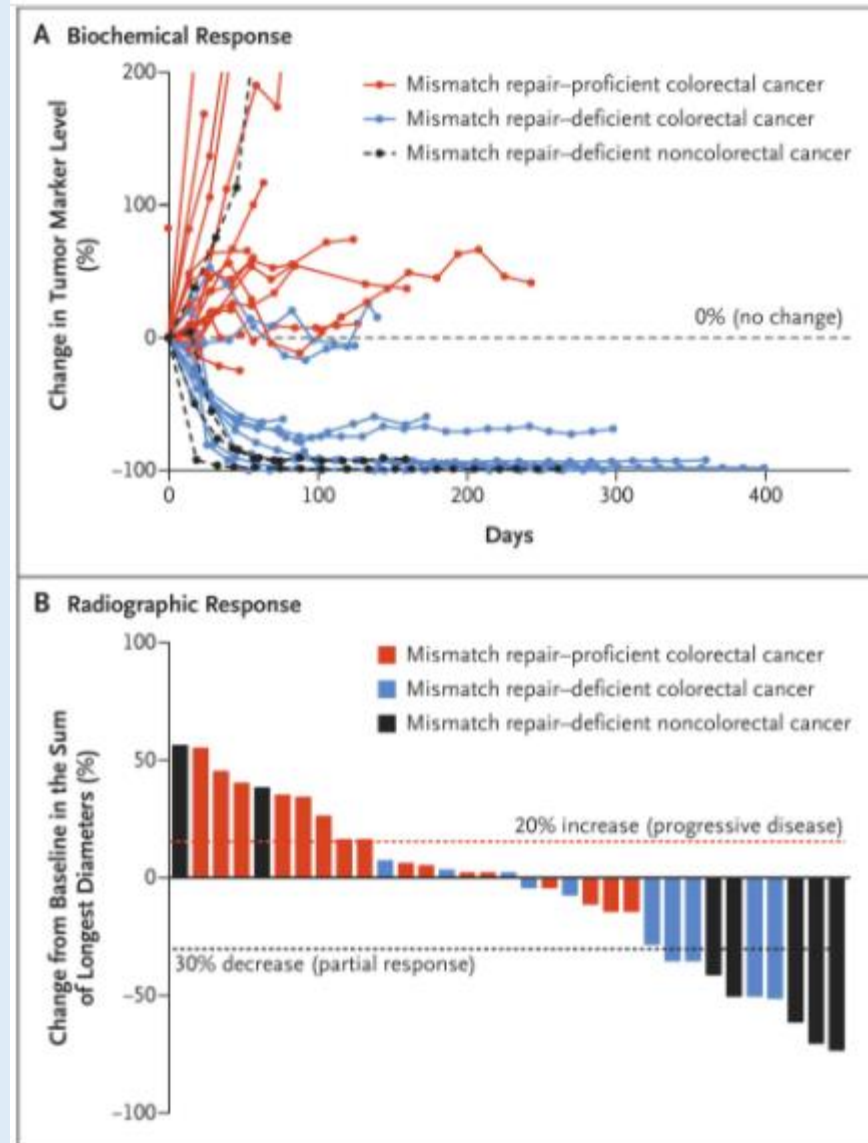 A Biochemical Response
200
100
0
−100
Change in Tumor Marker Level
(%)
Mismatch repair–proficient colorectal cancer
Mismatch repair–deficient colorectal cancer
Mismatch repair–deficient noncolorectal cancer
0% (no change)
0 100 200 300 400
Days
B Radiographic Response
100
50
0
−50
−100
Change from Baseline in the Sum
of Longest Diameters (%)
Mismatch repair–proficient colorectal cancer
Mismatch repair–deficient colorectal cancer
Mismatch repair–deficient noncolorectal cancer
20% increase (progressive disease)
30% decrease (partial response)